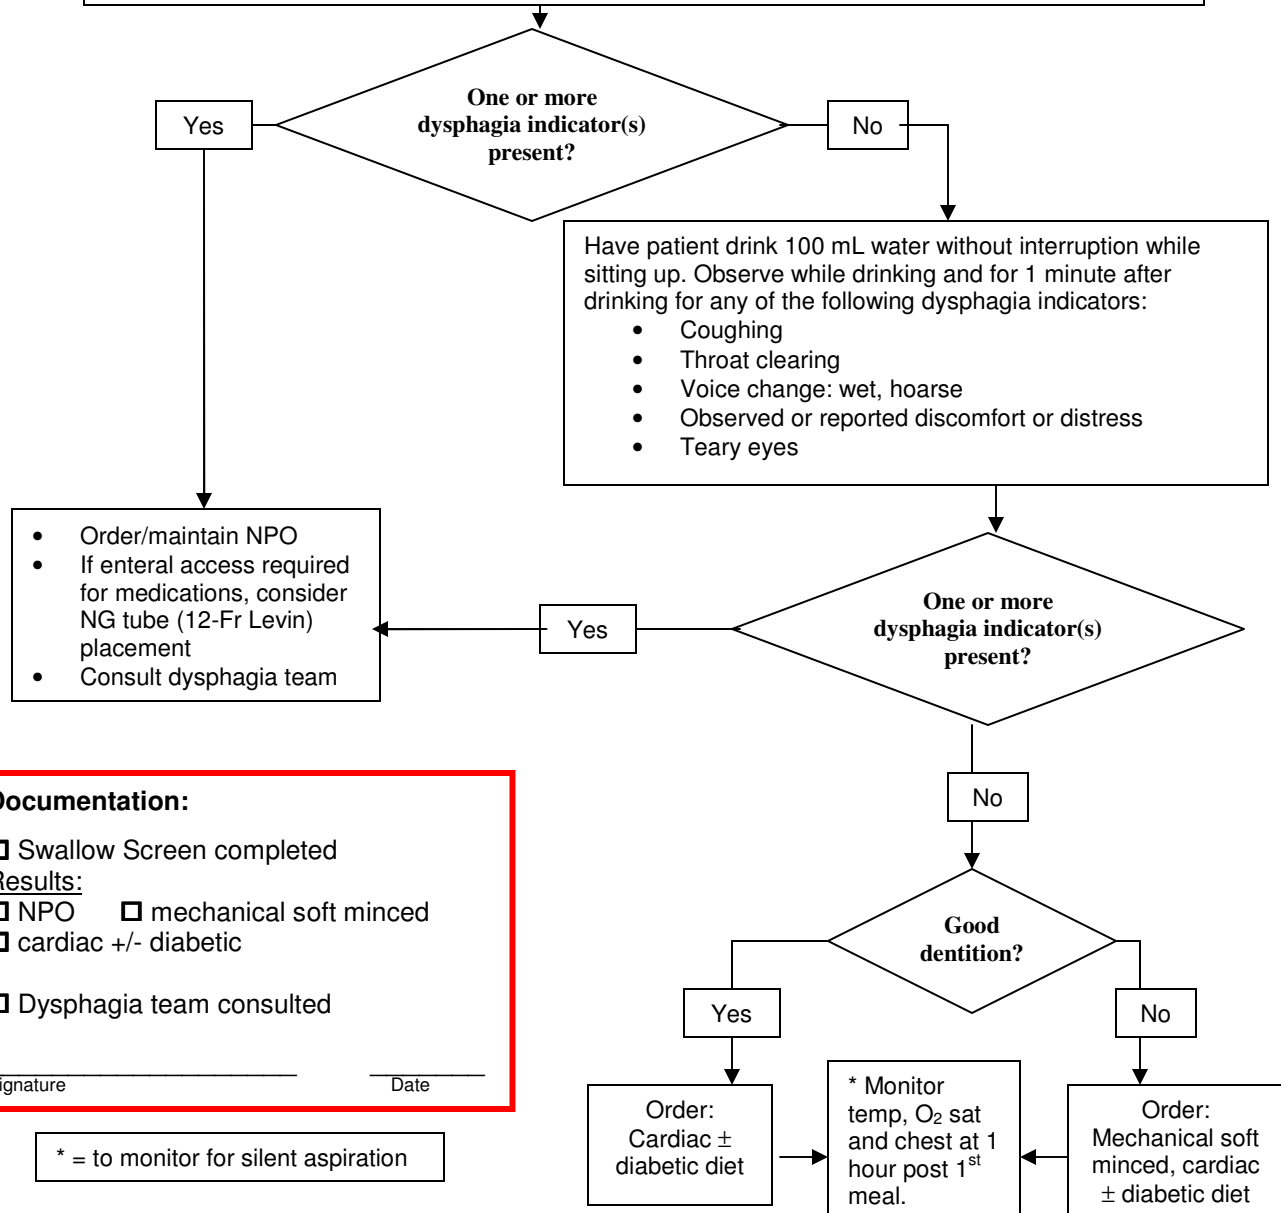 One or more
dysphagia indicator(s)
present?
Yes
No
Have patient drink 100 mL water without interruption while
sitting up. Observe while drinking and for 1 minute after
drinking for any of the following dysphagia indicators:
• Coughing
• Throat clearing
• Voice change: wet, hoarse
• Observed or reported discomfort or distress
• Teary eyes
• Order/maintain NPO
• If enteral access required
for medications, consider
NG tube (12-Fr Levin)
placement
• Consult dysphagia team
Yes
One or more
dysphagia indicator(s)
present?
No
Documentation:
☐ Swallow Screen completed
Results:
☐ NPO ☐ mechanical soft minced
☐ cardiac +/- diabetic
☐ Dysphagia team consulted
ignature Date
* = to monitor for silent aspiration
Good
dentition?
Yes
No
Order:
Cardiac ±
diabetic diet
* Monitor
temp, O₂ sat
and chest at 1
hour post 1ˢᵗ
meal.
Order:
Mechanical soft
minced, cardiac
± diabetic diet